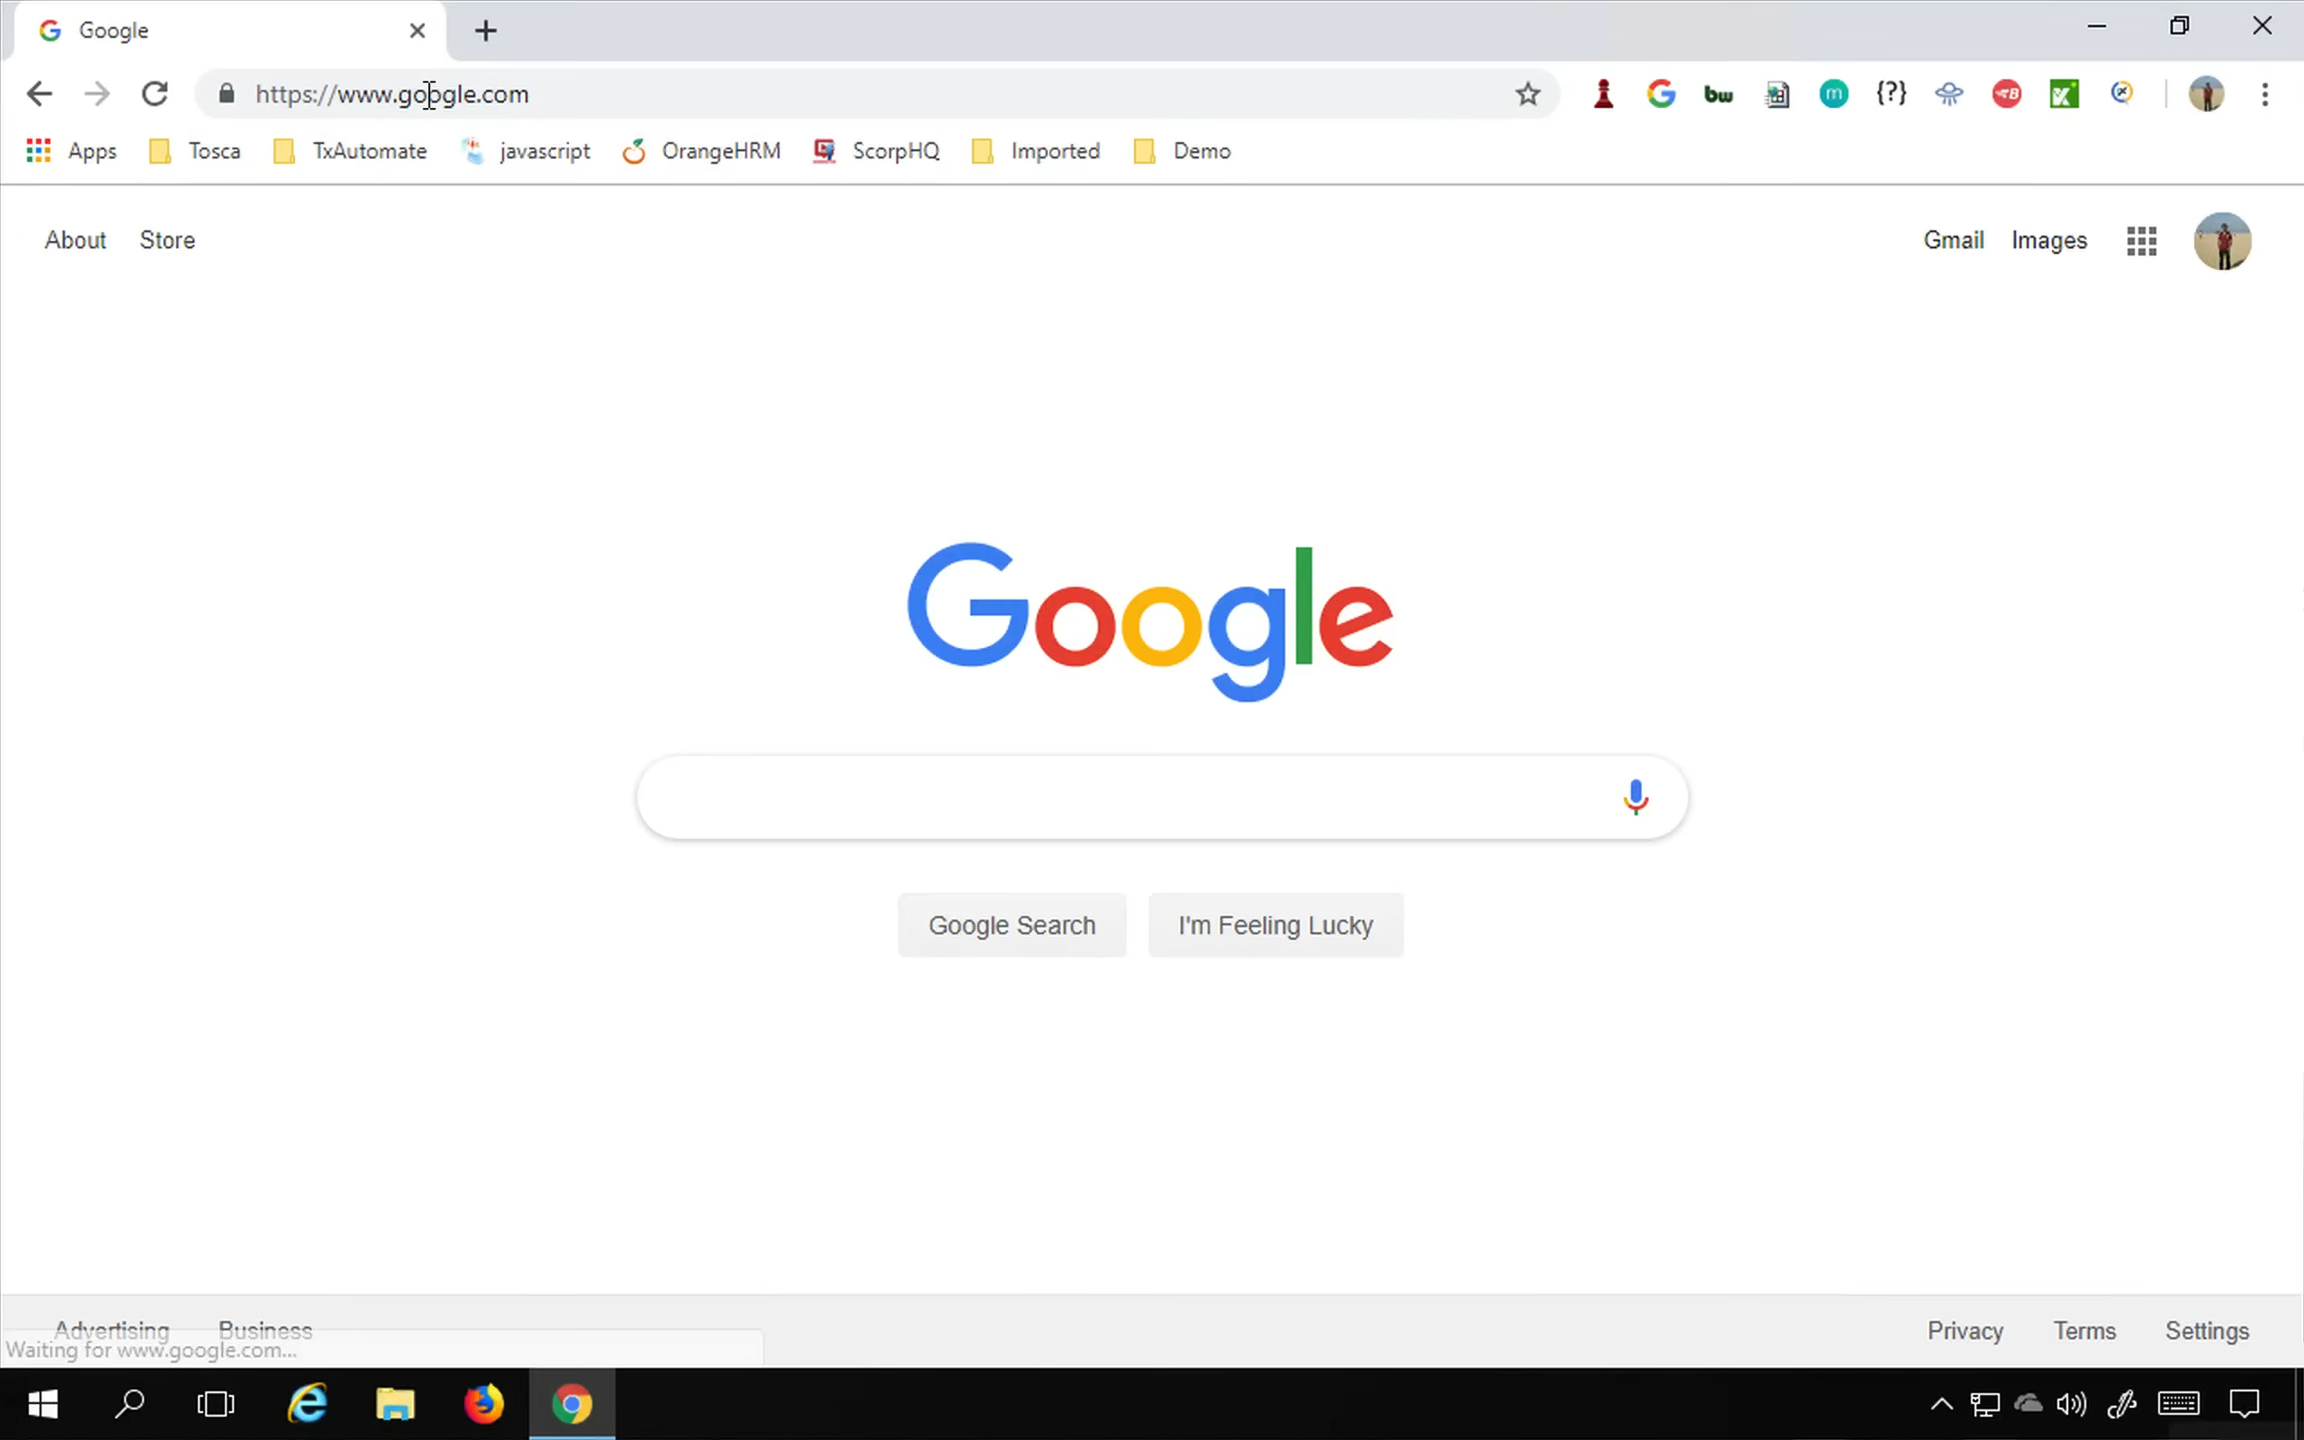 Google
https://www.google.com
bw
m
{?}
B
Apps Tosca TxAutomate javascript OrangeHRM ScorpHQ Imported Demo
About Store Gmail Images
Google
Google Search I'm Feeling Lucky
Advertising Business Privacy Terms Settings
Waiting for www.google.com...